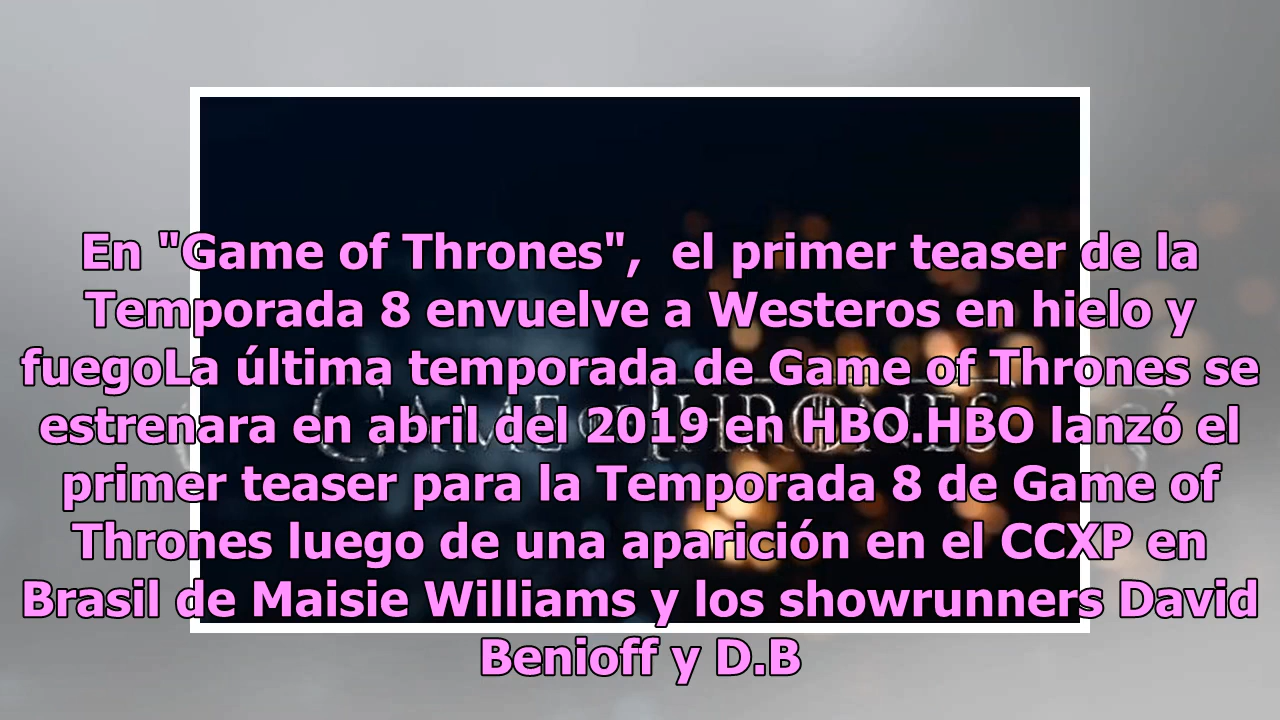 En "Game of Thrones",  el primer teaser de la
Temporada 8 envuelve a Westeros en hielo y
fuegoLa última temporada de Game of Thrones se
estrenara en abril del 2019 en HBO.HBO lanzó el
primer teaser para la Temporada 8 de Game of
Thrones luego de una aparición en el CCXP en
Brasil de Maisie Williams y los showrunners David
Benioff y D.B
GAME OF THRONES